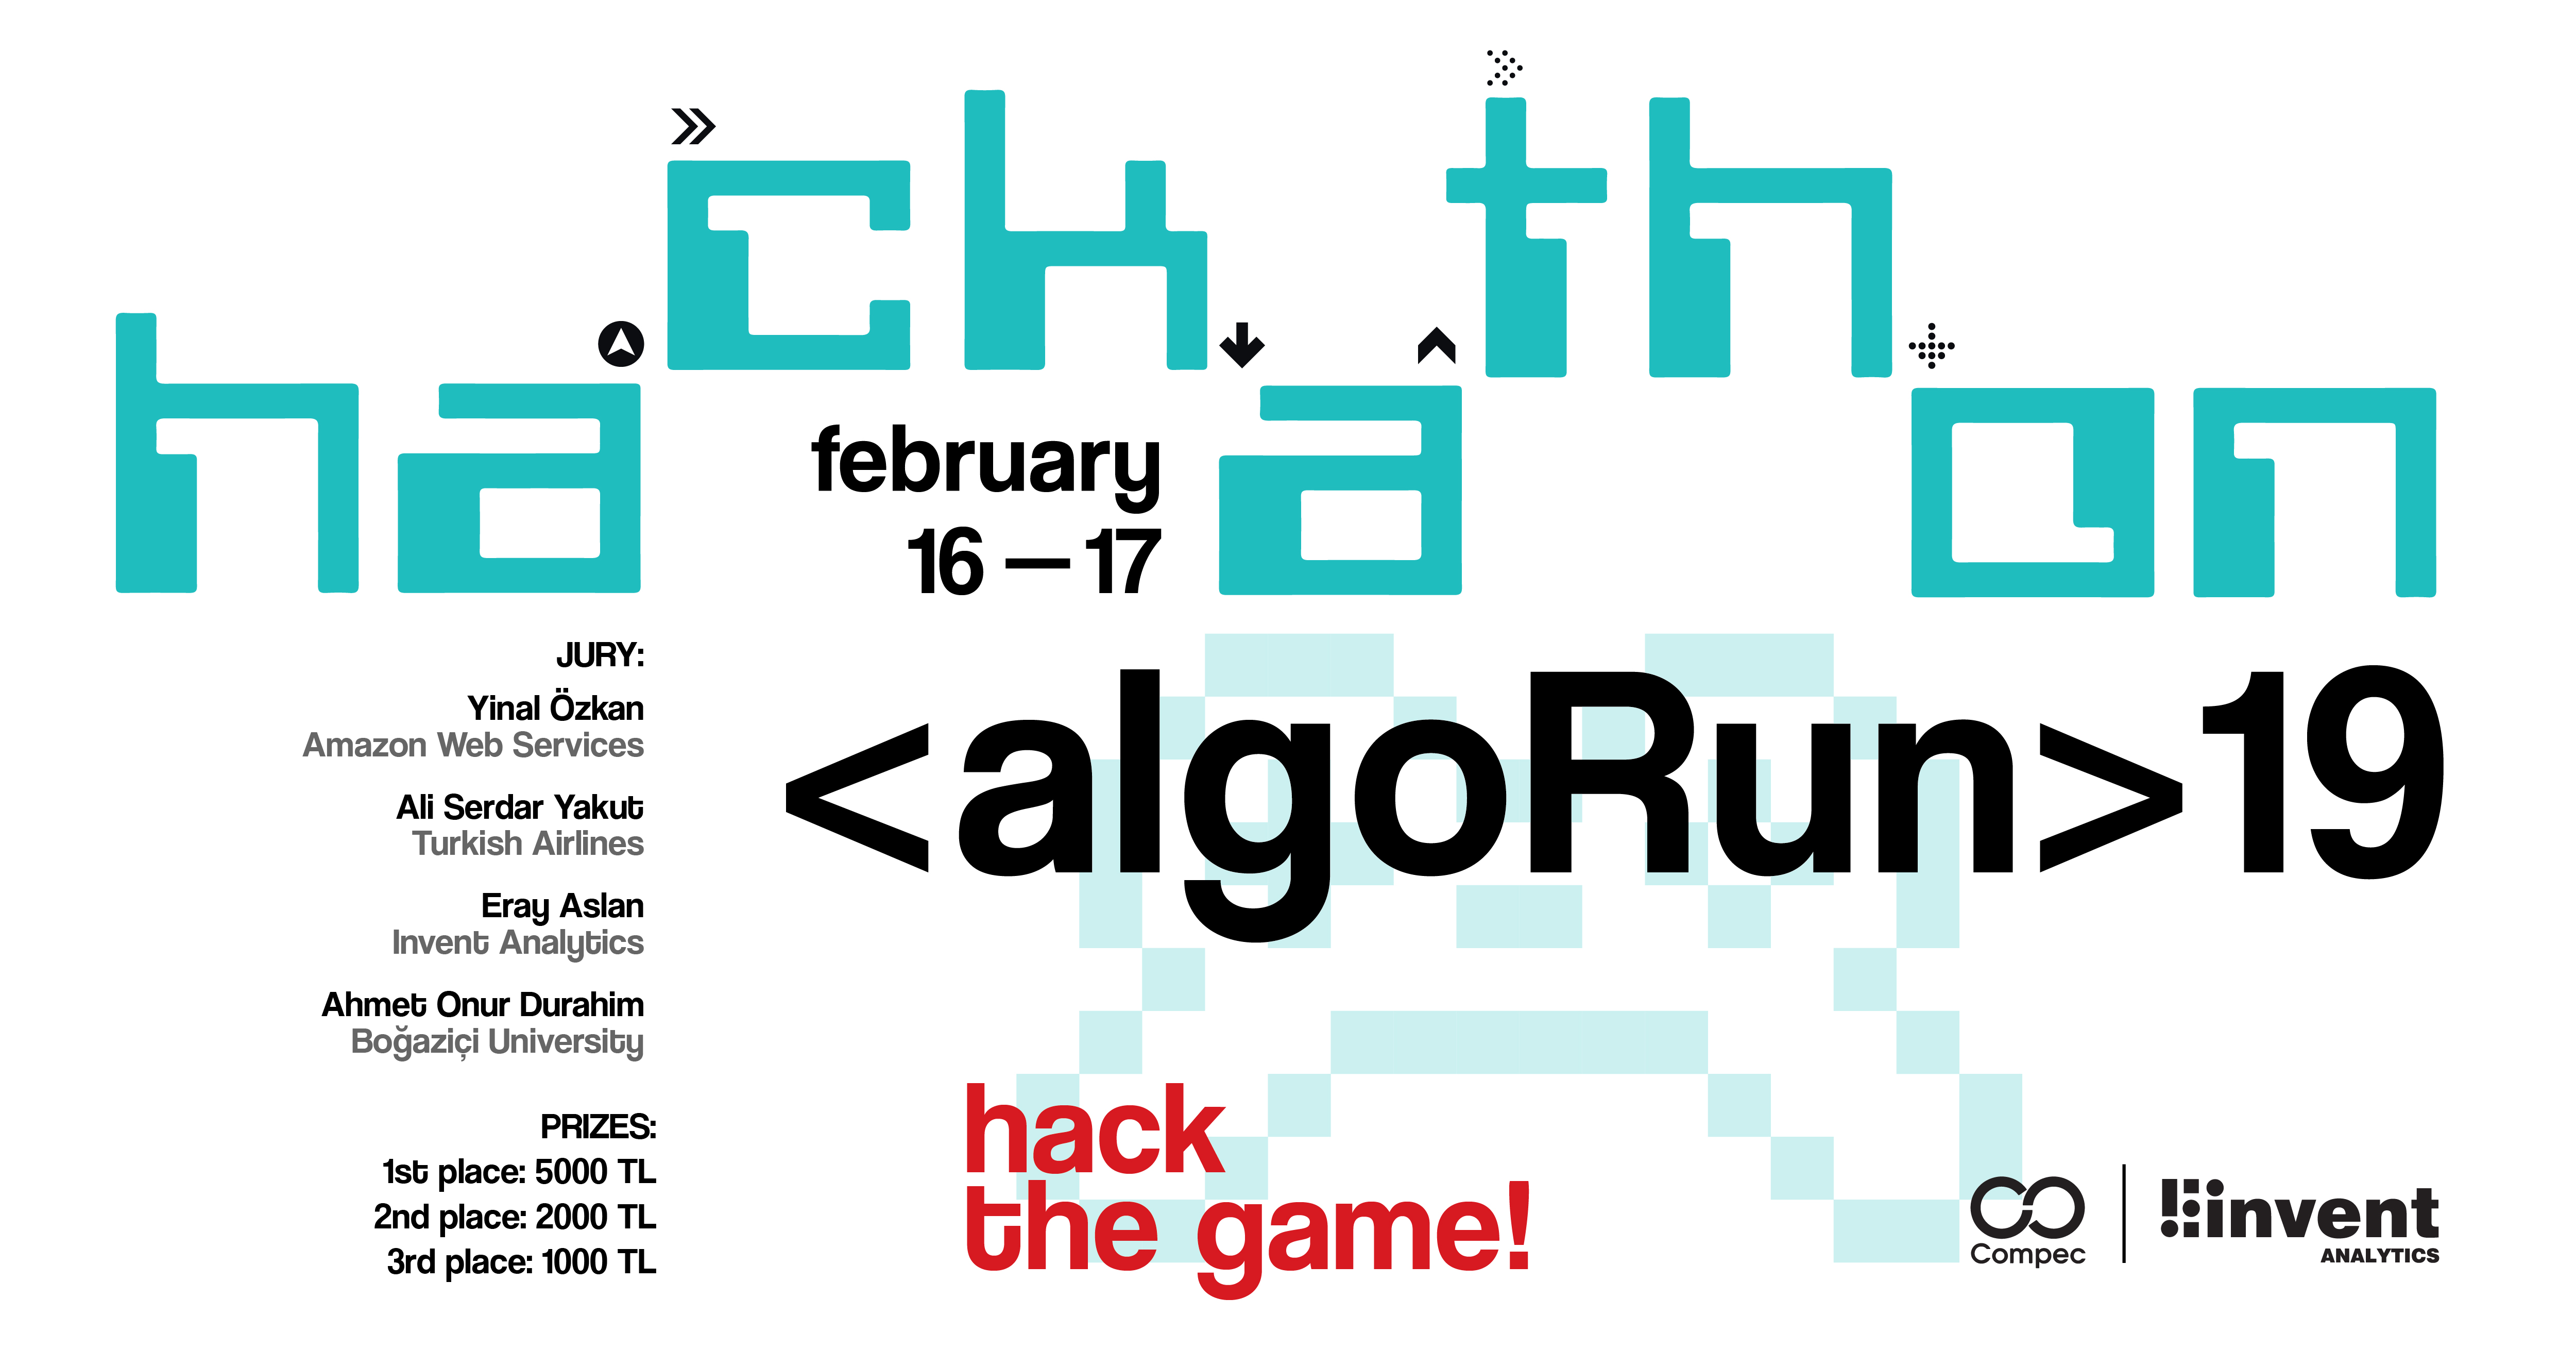 hackathon
february
16 — 17
JURY:
Yinal Özkan
Amazon Web Services
Ali Serdar Yakut
Turkish Airlines
Eray Aslan
Invent Analytics
Ahmet Onur Durahim
Boğaziçi University
PRIZES:
1st place: 5000 TL
2nd place: 2000 TL
3rd place: 1000 TL
<algoRun>19
hack
the game!
Compec
invent
ANALYTICS